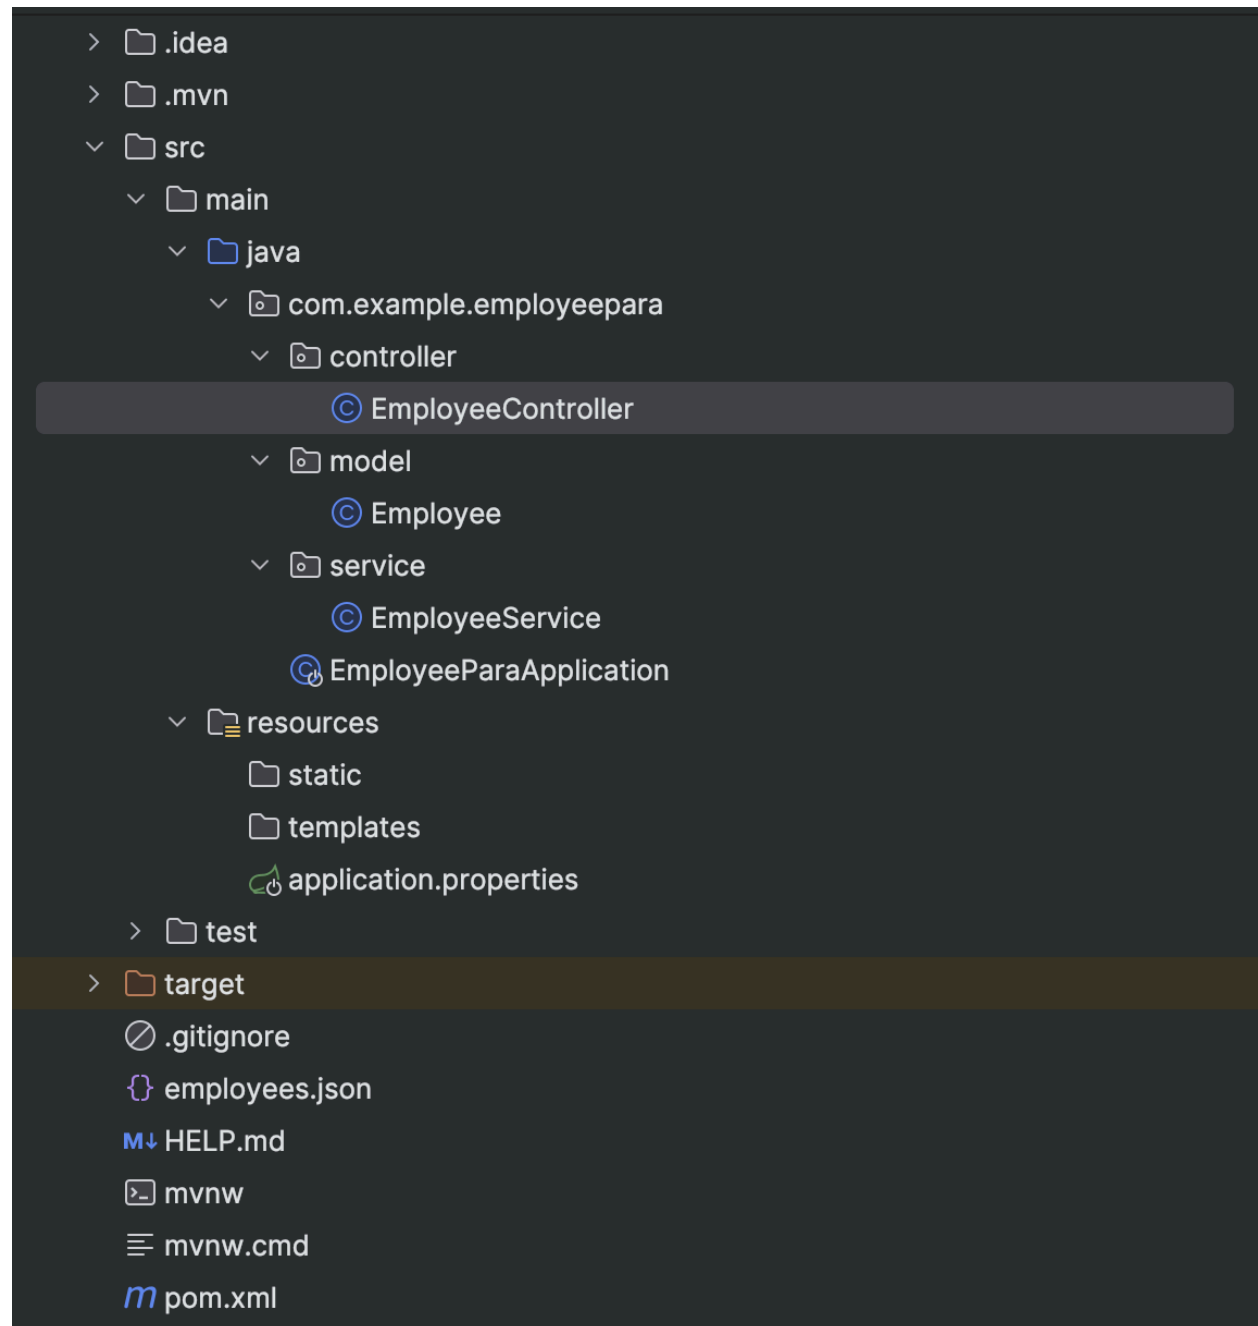 .idea
.mvn
src
main
java
com.example.employeepara
controller
EmployeeController
model
Employee
service
EmployeeService
EmployeeParaApplication
resources
static
templates
application.properties
test
target
.gitignore
employees.json
HELP.md
mvnw
mvnw.cmd
pom.xml